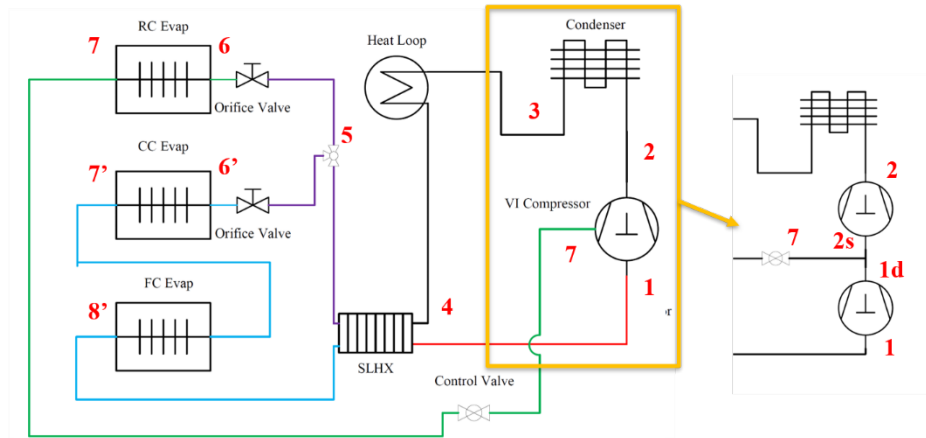 RC Evap
7
6
Orifice Valve
5
CC Evap
7’
6’
Orifice Valve
FC Evap
8’
Heat Loop
3
4
SLHX
Control Valve
Condenser
2
VI Compressor
7
1
or
2
7
2s
1d
1